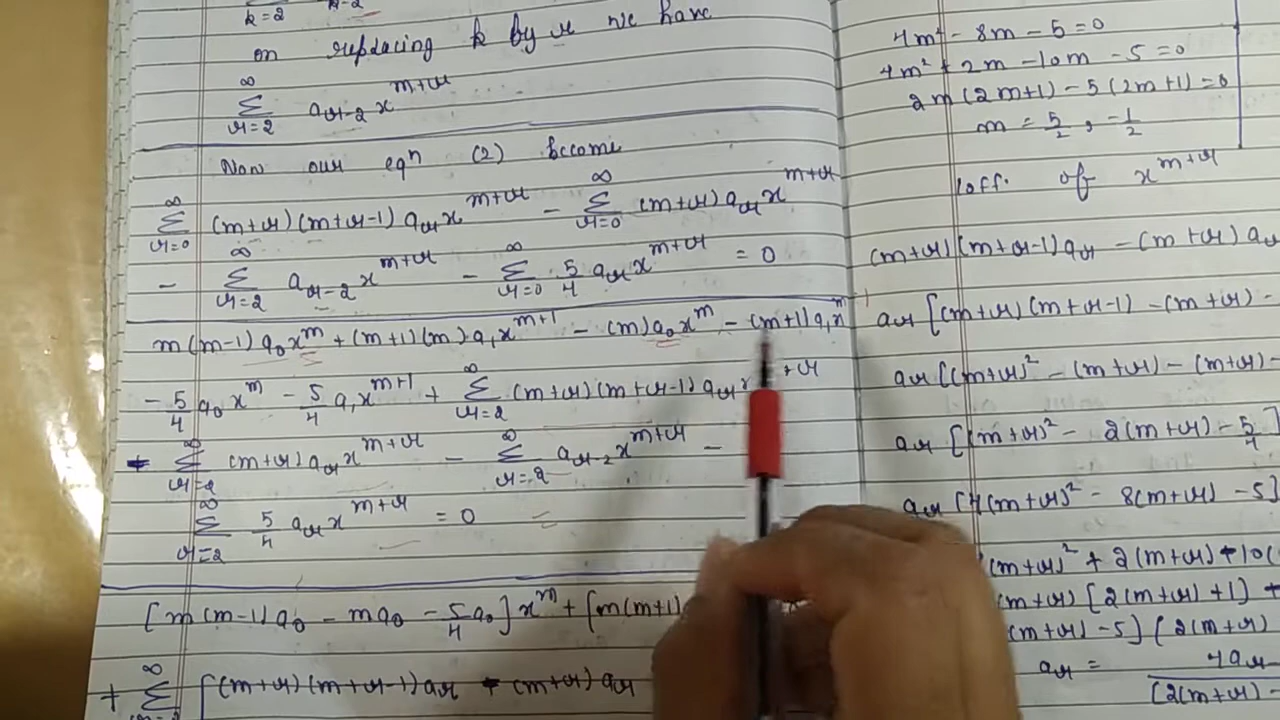 k=2
on replacing k by r we have
∞
Σ a_{r-2} x^{m+r}
r=2
Now our eqn (2) become
∞ ∞
Σ (m+r)(m+r-1) a_r x^{m+r} - Σ (m+r) a_r x^{m+r}
r=0 r=0
∞ ∞
- Σ a_{r-2} x^{m+r} - Σ 5/4 a_r x^{m+r} = 0
r=2 r=0
m(m-1) a_0 x^m + (m+1)(m) a_1 x^{m+1} - (m) a_0 x^m - (m+1) a_1 x^m
∞
- 5/4 a_0 x^m - 5/4 a_1 x^{m+1} + Σ (m+r)(m+r-1) a_r x +r
r=2
∞ ∞
- Σ (m+r) a_r x^{m+r} - Σ a_{r-2} x^{m+r} -
r=2 r=2
∞
Σ 5/4 a_r x^{m+r} = 0
r=2
[m(m-1) a_0 - m a_0 - 5/4 a_0] x^m + [m(m+1)
∞
+ Σ [(m+r)(m+r-1) a_r - (m+r) a_r
4m² - 8m - 5 = 0
4m² + 2m - 10m - 5 = 0
2m(2m+1) - 5(2m+1) = 0
m = 5/2, -1/2
Coff. of x^{m+r}
(m+r)(m+r-1) a_r - (m+r) a_r
a_r [(m+r)(m+r-1) - (m+r) -
a_r [(m+r)² - (m+r) - (m+r) -
a_r [(m+r)² - 2(m+r) - 5/4]
a_r [4(m+r)² - 8(m+r) - 5]
(m+r)² + 2(m+r) - 10(
(m+r) [2(m+r) + 1] +
(m+r) - 5] [2(m+r)
a_r = 4a_r
[2(m+r) -